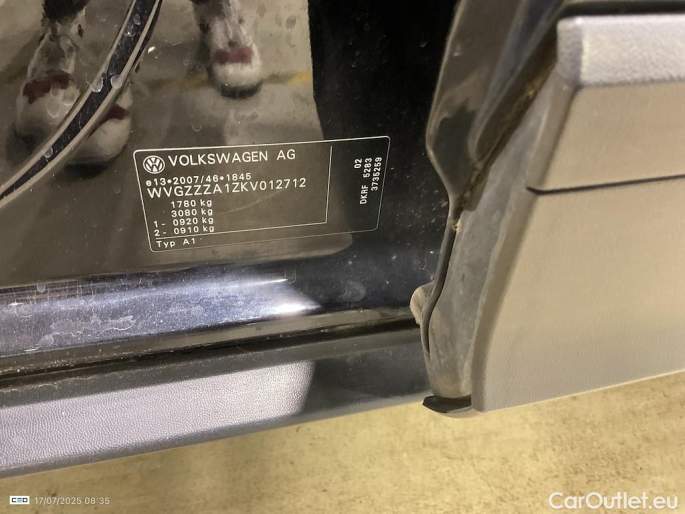 VOLKSWAGEN AG
e13*2007/46*1845
WVGZZZA1ZKV012712
1780 kg
3080 kg
1- 0920 kg
2- 0910 kg
Typ A1
02
DKRF 5283
3735259
CED 17/07/2025 08:35
CarOutlet.eu